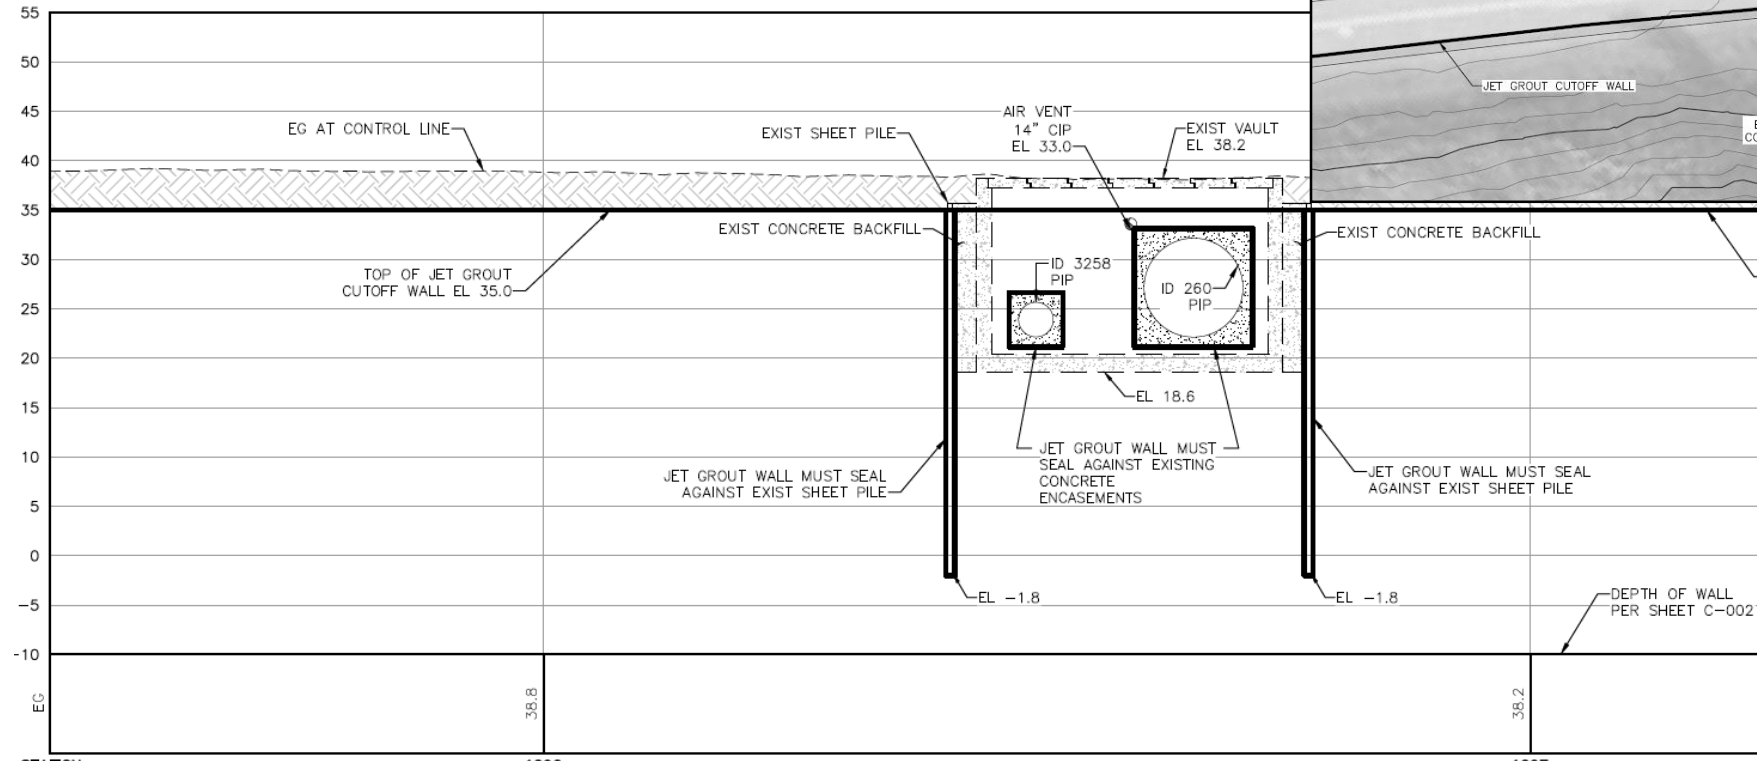 55
50
45
40
35
30
25
20
15
10
5
0
-5
-10
EG AT CONTROL LINE
EXIST SHEET PILE
AIR VENT
14" CIP
EL 33.0
EXIST VAULT
EL 38.2
JET GROUT CUTOFF WALL
EXIST CONCRETE BACKFILL
EXIST CONCRETE BACKFILL
TOP OF JET GROUT
CUTOFF WALL EL 35.0
ID 3258
PIP
ID 260
PIP
EL 18.6
JET GROUT WALL MUST SEAL
AGAINST EXIST SHEET PILE
JET GROUT WALL MUST
SEAL AGAINST EXISTING
CONCRETE
ENCASEMENTS
JET GROUT WALL MUST SEAL
AGAINST EXIST SHEET PILE
EL -1.8
EL -1.8
DEPTH OF WALL
PER SHEET C-002
EG
38.8
38.2